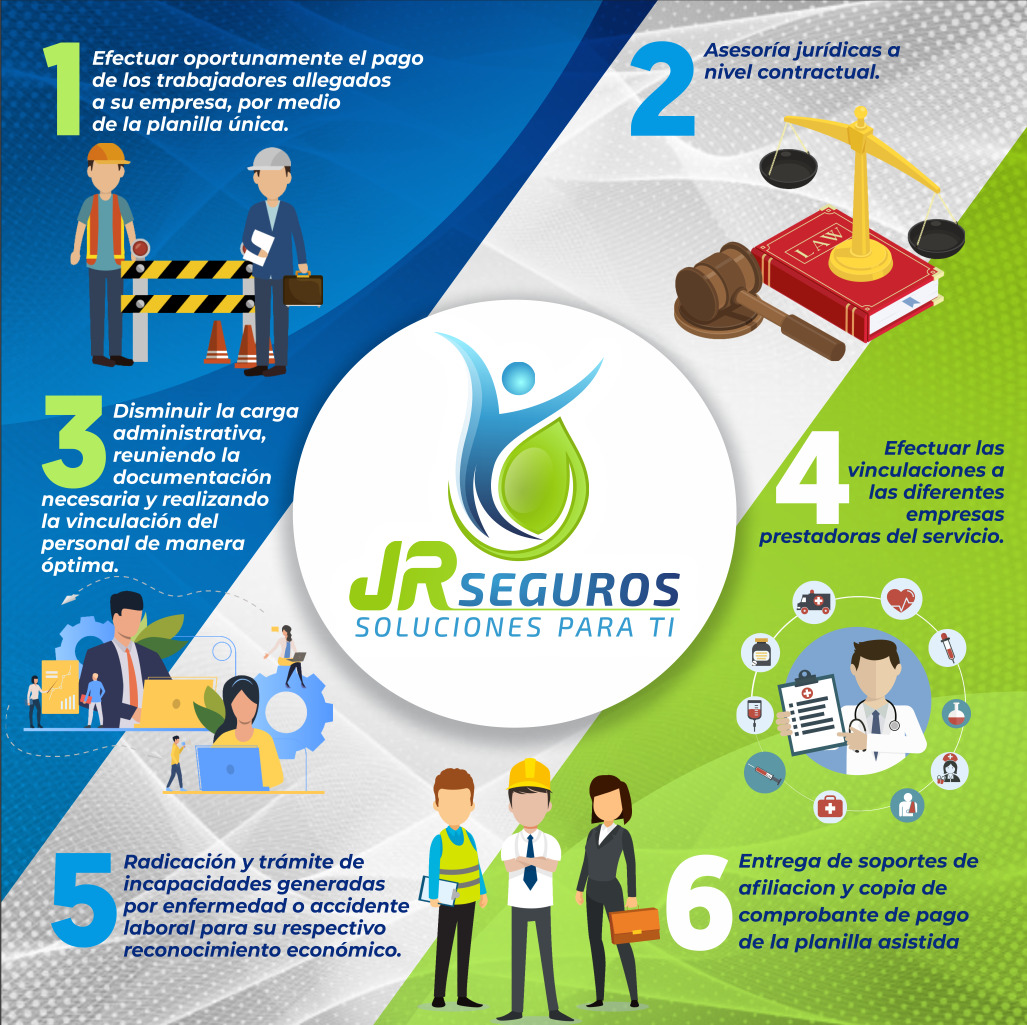 1
Efectuar oportunamente el pago
de los trabajadores allegados
a su empresa, por medio
de la planilla única.
2
Asesoría jurídicas a
nivel contractual.
LAW
3
Disminuir la carga
administrativa,
reuniendo la
documentación
necesaria y realizando
la vinculación del
personal de manera
óptima.
4
Efectuar las
vinculaciones a
las diferentes
empresas
prestadoras del servicio.
JR SEGUROS
SOLUCIONES PARA TI
5
Radicación y trámite de
incapacidades generadas
por enfermedad o accidente
laboral para su respectivo
reconocimiento económico.
6
Entrega de soportes de
afiliacion y copia de
comprobante de pago
de la planilla asistida